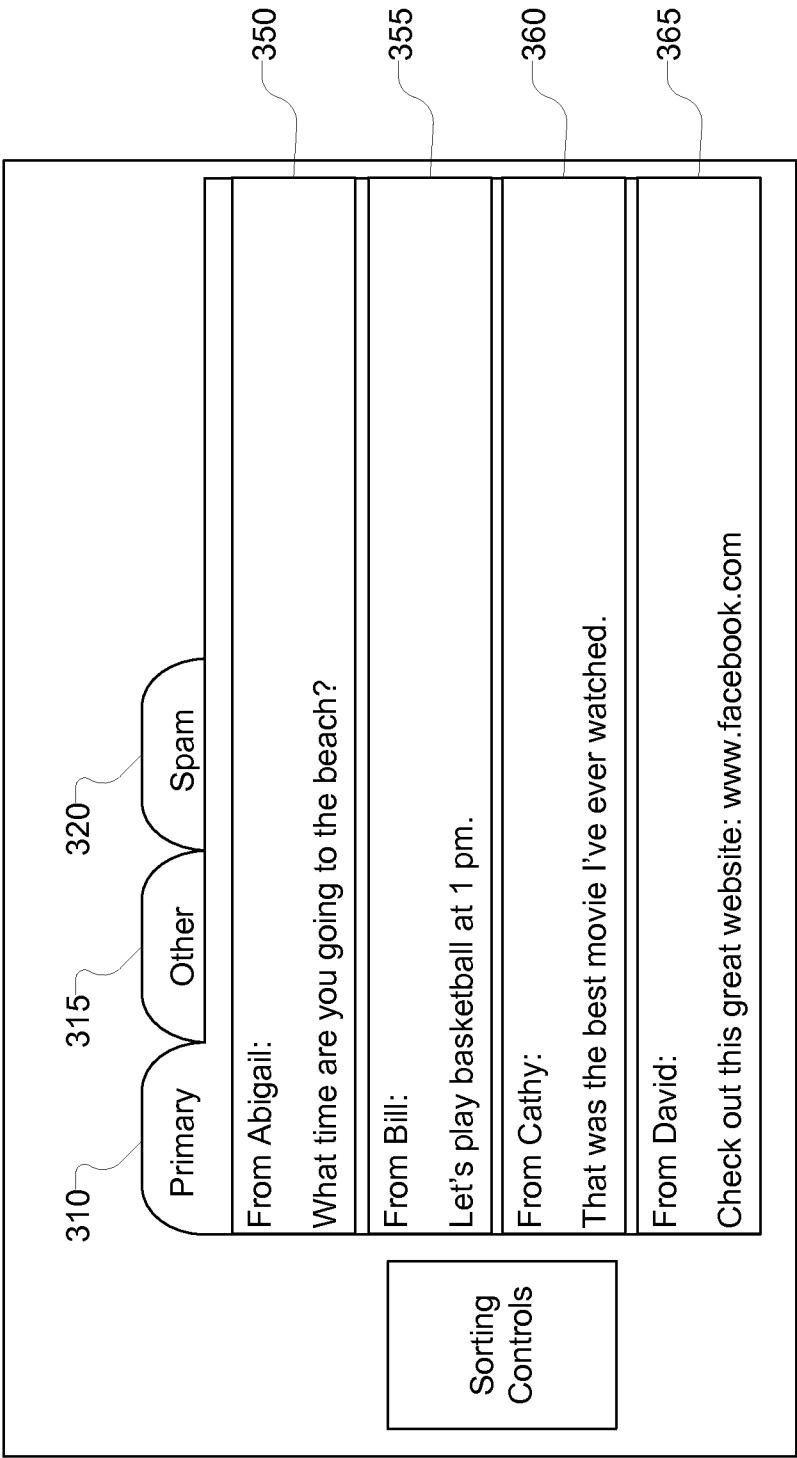 310
315
320
Primary
Other
Spam
From Abigail:
What time are you going to the beach?
350
From Bill:
Let's play basketball at 1 pm.
355
From Cathy:
That was the best movie I've ever watched.
360
From David:
Check out this great website: www.facebook.com
365
Sorting
Controls